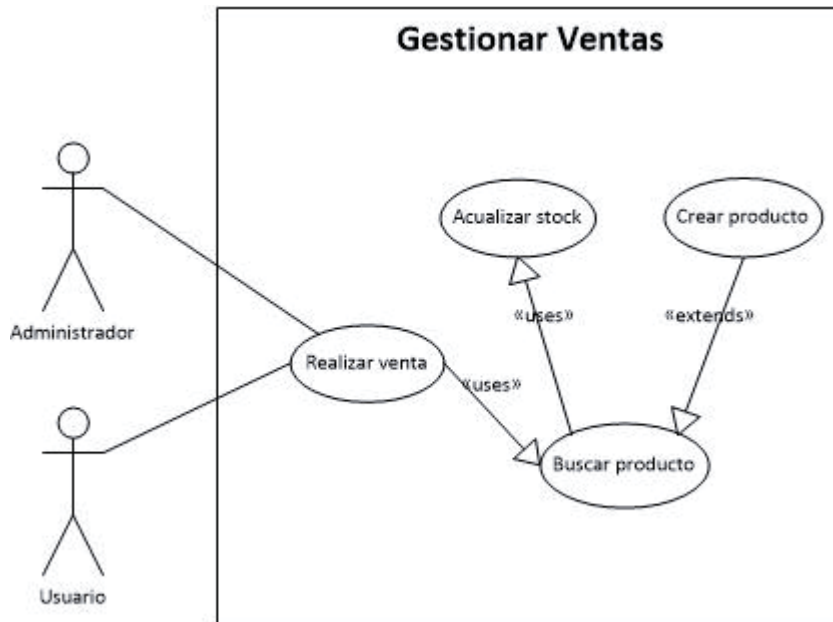 Gestionar Ventas
Acualizar stock
Crear producto
«uses»
«extends»
Administrador
Realizar venta
«uses»
Buscar producto
Usuario